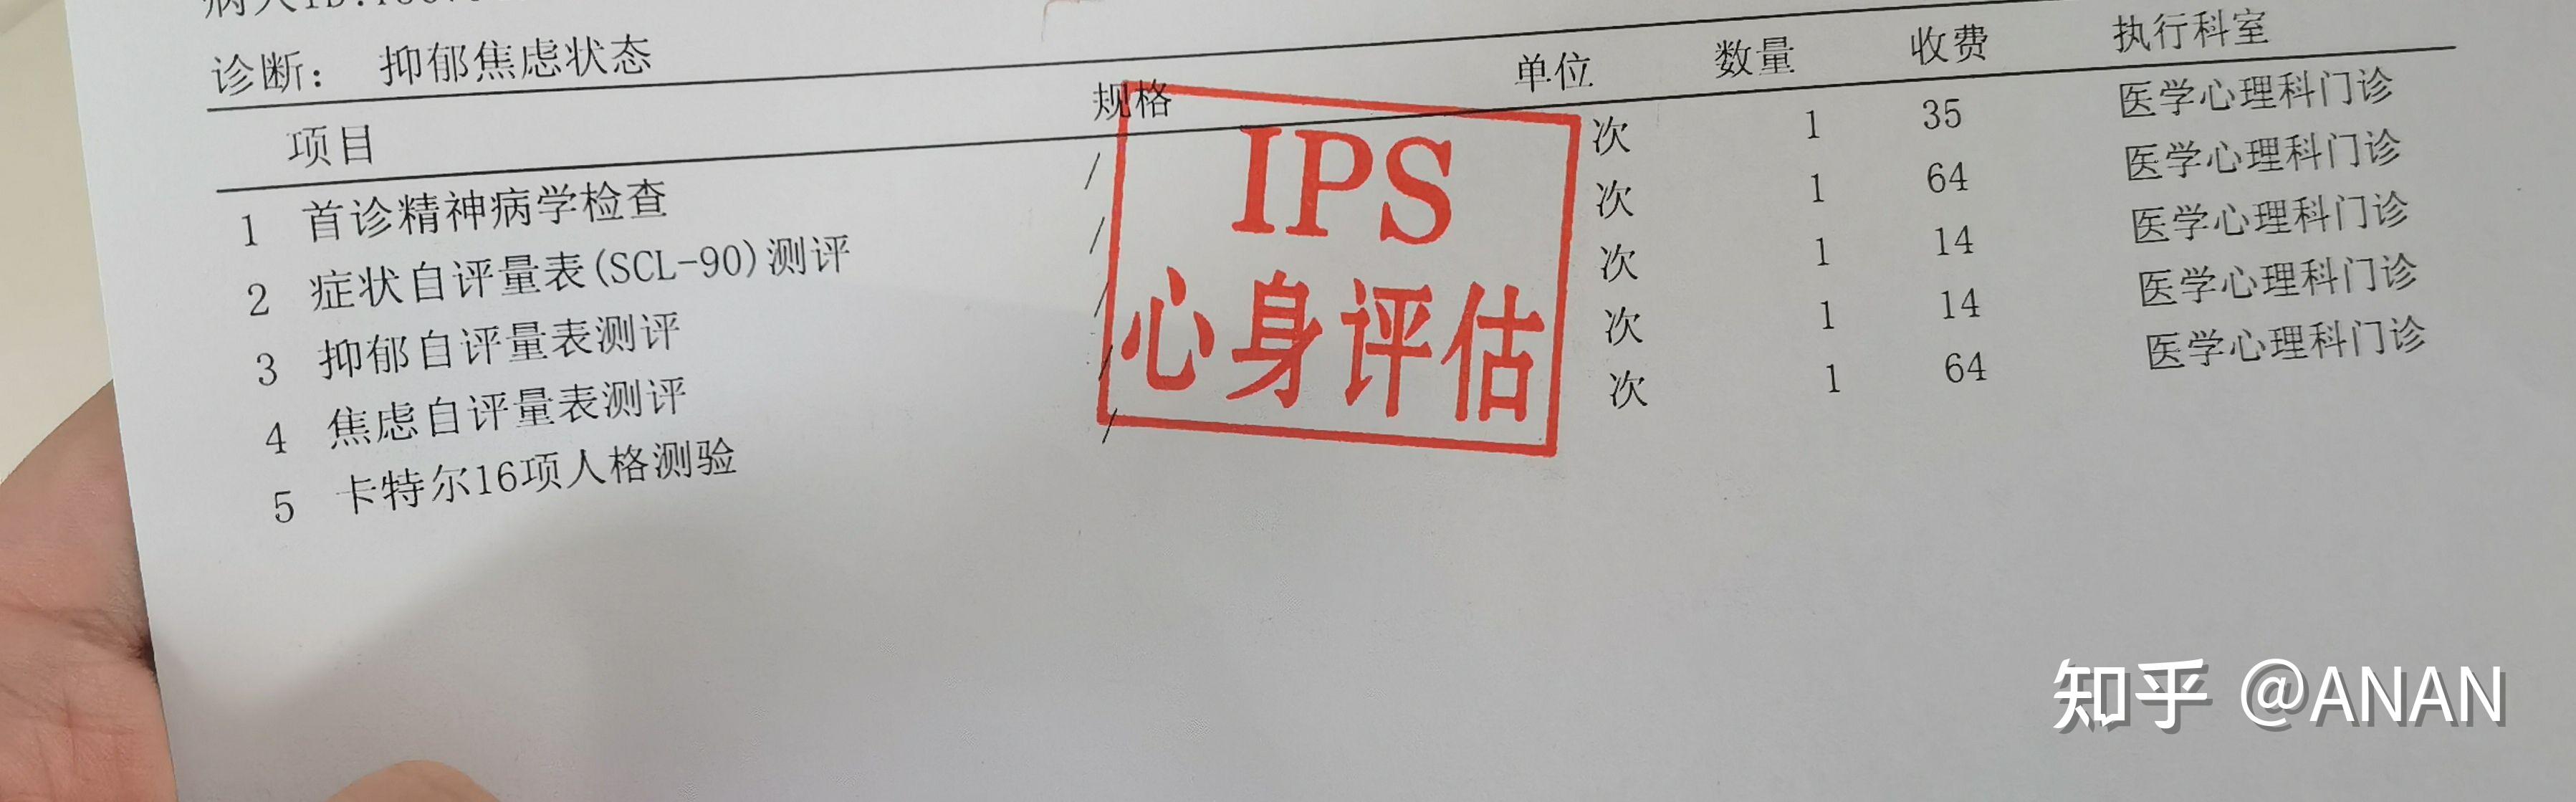 诊断： 抑郁焦虑状态
项目 规格 单位 数量 收费 执行科室
1 首诊精神病学检查 / 次 1 35 医学心理科门诊
2 症状自评量表(SCL-90)测评 / 次 1 64 医学心理科门诊
3 抑郁自评量表测评 / 次 1 14 医学心理科门诊
4 焦虑自评量表测评 / 次 1 14 医学心理科门诊
5 卡特尔16项人格测验 / 次 1 64 医学心理科门诊
IPS
心身评估
知乎 @ANAN